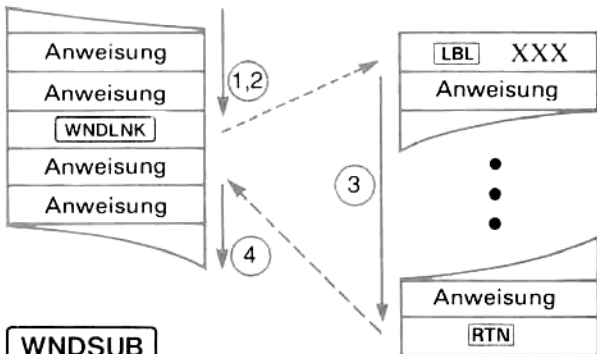 Anweisung
Anweisung
WNDLNK
Anweisung
Anweisung
1,2
4
3
LBL XXX
Anweisung
Anweisung
RTN
WNDSUB